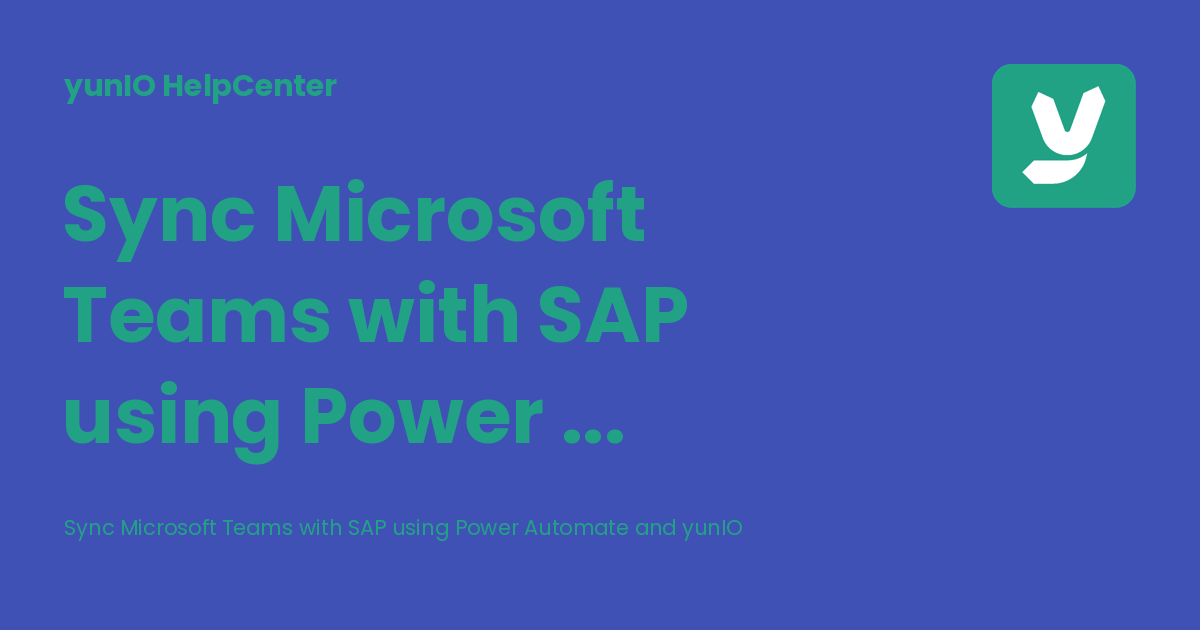 yunIO HelpCenter
y
Sync Microsoft
Teams with SAP
using Power ...
Sync Microsoft Teams with SAP using Power Automate and yunIO